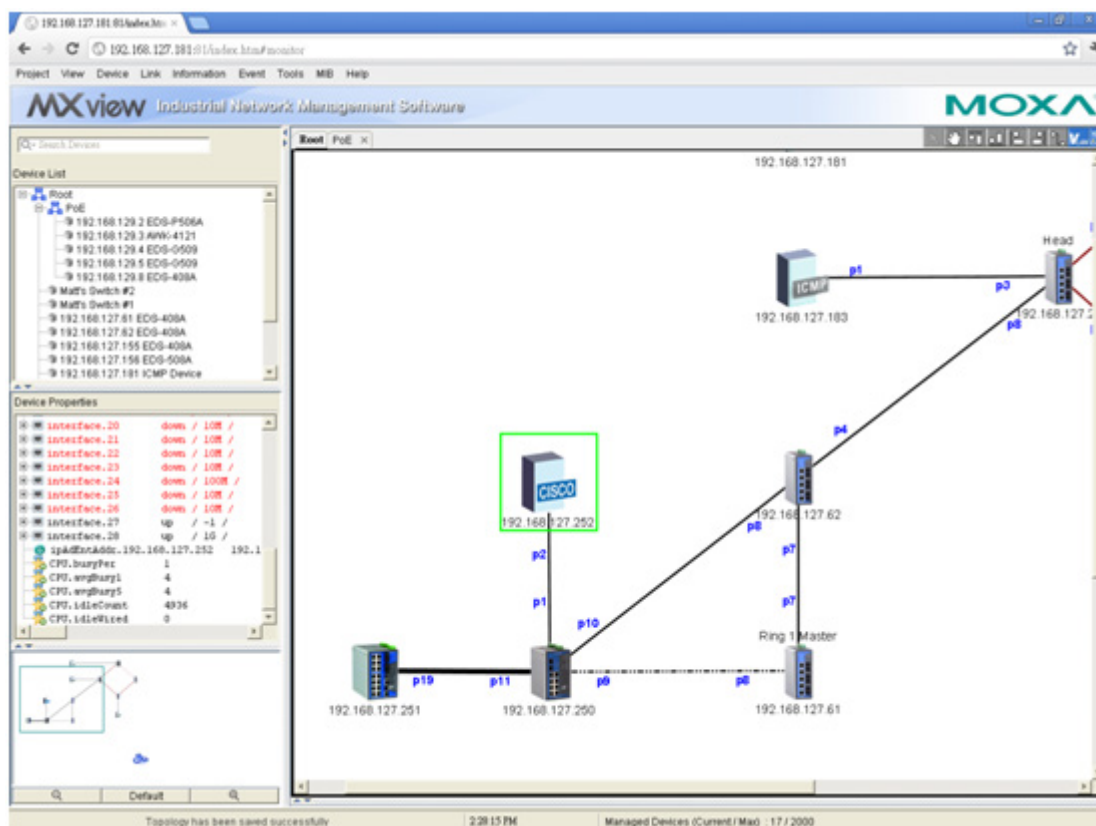 192.168.127.181:81/index.htm
192.168.127.181:81/index.htm#monitor
Project View Device Link Information Event Tools MIB Help
MXview Industrial Network Management Software
MOXA
Search Devices
Root PoE
Device List
Root
PoE
192.168.129.2 EDS-P506A
192.168.129.3 AWK-4121
192.168.129.4 EDS-G509
192.168.129.5 EDS-G509
192.168.129.8 EDS-408A
Matt's Switch #2
Matt's Switch #1
192.168.127.61 EDS-408A
192.168.127.62 EDS-408A
192.168.127.155 EDS-408A
192.168.127.156 EDS-508A
192.168.127.181 ICMP Device
Device Properties
interface.20 down / 10M /
interface.21 down / 10M /
interface.22 down / 10M /
interface.23 down / 10M /
interface.24 down / 100M /
interface.25 down / 10M /
interface.26 down / 10M /
interface.27 up / -1 /
interface.28 up / 1G /
ipAdEntAddr.192.168.127.252 192.1
CPU.busyPer 1
CPU.avgBusy1 4
CPU.avgBusy5 4
CPU.idleCount 4936
CPU.idleWired 0
Default
192.168.127.181
Head
ICMP
p1
p3
192.168.127.183
192.168.127.2
p8
p4
CISCO
192.168.127.252
192.168.127.62
p8
p2
p7
p1
p7
p10
Ring 1 Master
p19
p11
p9
p8
192.168.127.251
192.168.127.250
192.168.127.61
Topology has been saved successfully
2:28:15 PM
Managed Devices (Current / Max) : 17 / 2000